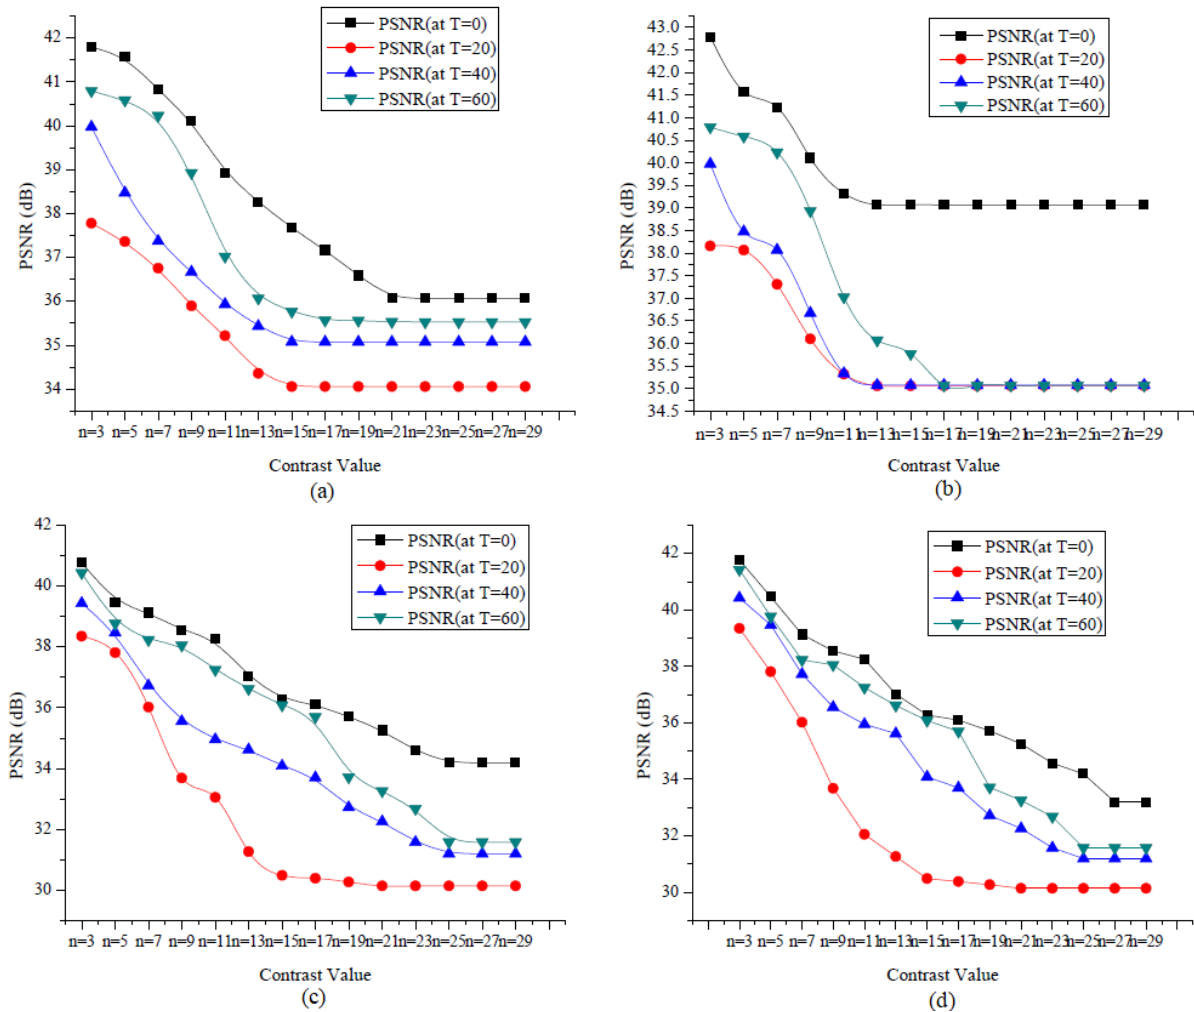 PSNR(at T=0)
PSNR(at T=20)
PSNR(at T=40)
PSNR(at T=60)
42
41
40
39
38
37
36
35
34
PSNR (dB)
n=3 n=5 n=7 n=9 n=11 n=13 n=15 n=17 n=19 n=21 n=23 n=25 n=27 n=29
Contrast Value
(a)
PSNR(at T=0)
PSNR(at T=20)
PSNR(at T=40)
PSNR(at T=60)
43.0
42.5
42.0
41.5
41.0
40.5
40.0
39.5
39.0
38.5
38.0
37.5
37.0
36.5
36.0
35.5
35.0
34.5
PSNR (dB)
n=3 n=5 n=7 n=9 n=11 n=13 n=15 n=17 n=19 n=21 n=23 n=25 n=27 n=29
Contrast Value
(b)
PSNR(at T=0)
PSNR(at T=20)
PSNR(at T=40)
PSNR(at T=60)
42
40
38
36
34
32
30
PSNR (dB)
n=3 n=5 n=7 n=9 n=11 n=13 n=15 n=17 n=19 n=21 n=23 n=25 n=27 n=29
Contrast Value
(c)
PSNR(at T=0)
PSNR(at T=20)
PSNR(at T=40)
PSNR(at T=60)
42
40
38
36
34
32
30
PSNR (dB)
n=3 n=5 n=7 n=9 n=11 n=13 n=15 n=17 n=19 n=21 n=23 n=25 n=27 n=29
Contrast Value
(d)